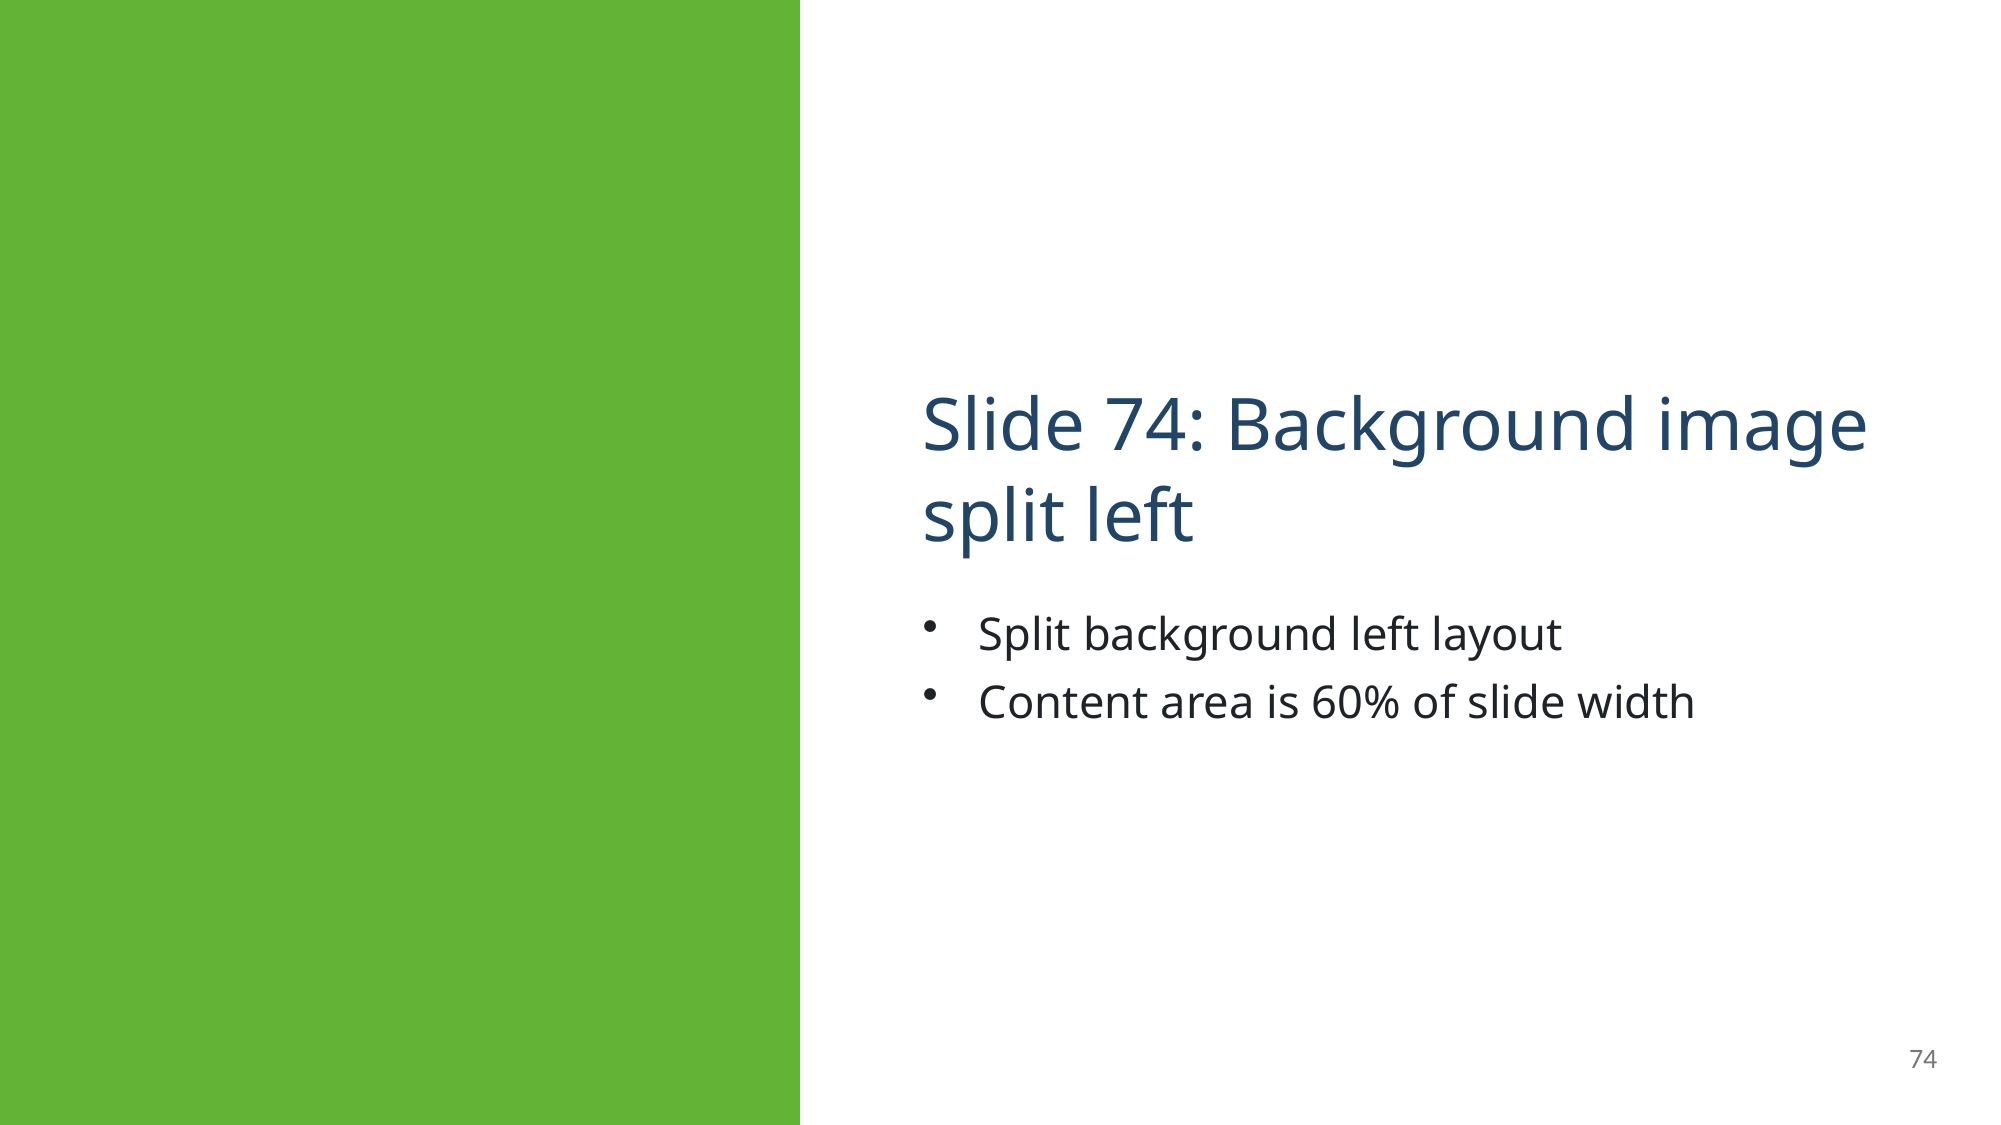 Slide 74: Background image
split left
• Split background left layout
• Content area is 60% of slide width
74